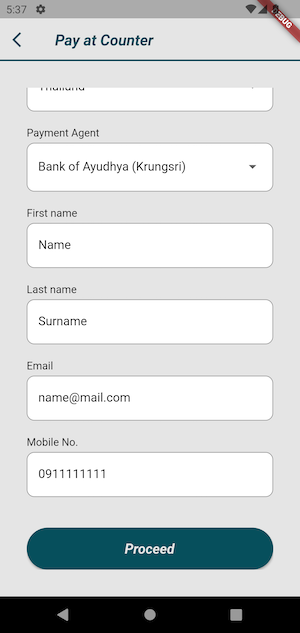 5:37
DEBUG
Pay at Counter
Thailand
Payment Agent
Bank of Ayudhya (Krungsri)
First name
Name
Last name
Surname
Email
name@mail.com
Mobile No.
0911111111
Proceed